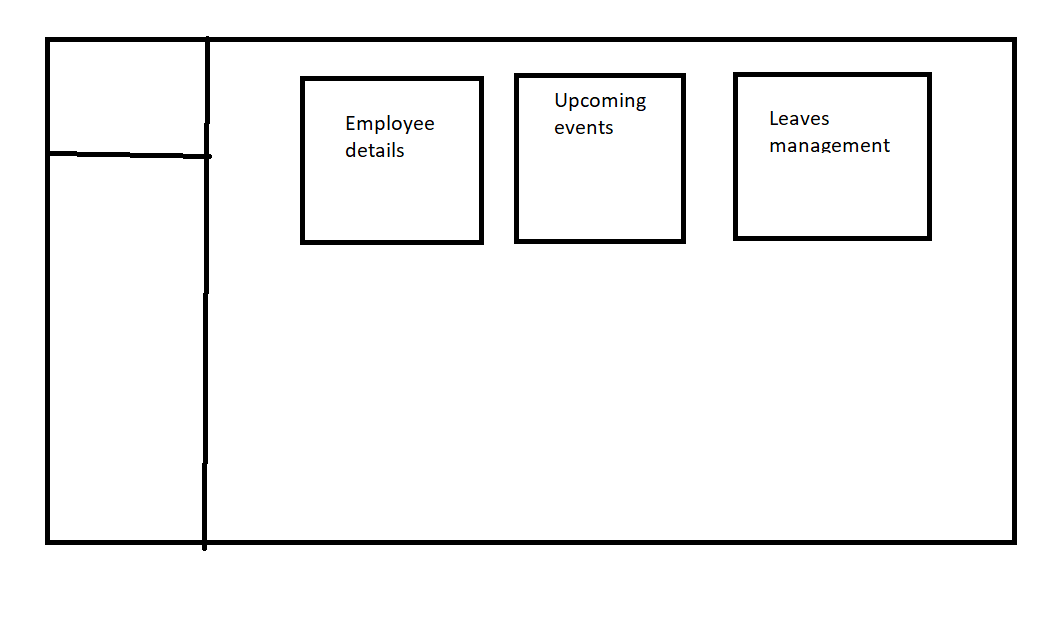 Employee
details
Upcoming
events
Leaves
management